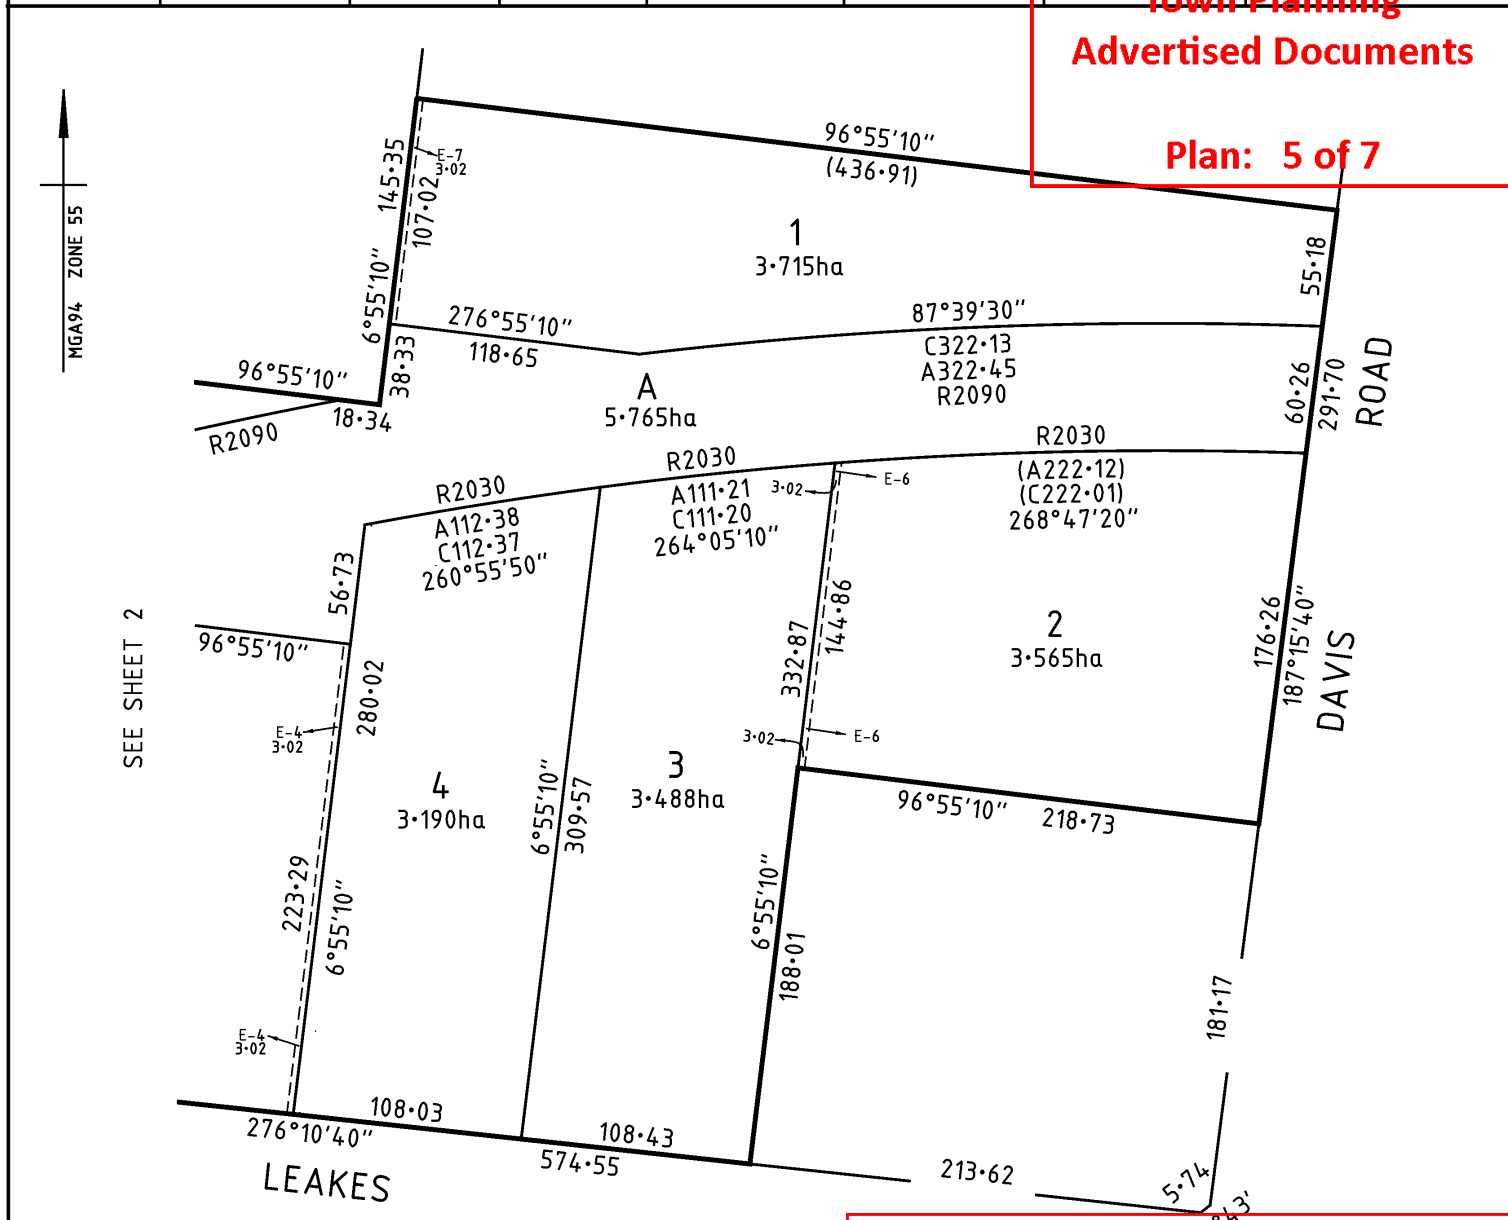 Advertised Documents
Plan: 5 of 7
MGA94 ZONE 55
96°55'10"
(436·91)
145·35
E-7
3·02
107·02
6°55'10"
1
3·715ha
55·18
276°55'10"
118·65
87°39'30"
C322·13
A322·45
R2090
38·33
96°55'10"
18·34
R2090
A
5·765ha
60·26
291·70
ROAD
R2030
A112·38
C112·37
260°55'50"
R2030
A111·21
C111·20
264°05'10"
3·02
E-6
R2030
(A222·12)
(C222·01)
268°47'20"
56·73
96°55'10"
SEE SHEET 2
280·02
E-4
3·02
332·87
144·86
2
3·565ha
176·26
187°15'40"
DAVIS
3·02
E-6
4
3·190ha
6°55'10"
309·57
3
3·488ha
96°55'10"
218·73
223·29
6°55'10"
6°55'10"
188·01
181·17
E-4
3·02
108·03
276°10'40"
108·43
574·55
213·62
5·74
LEAKES